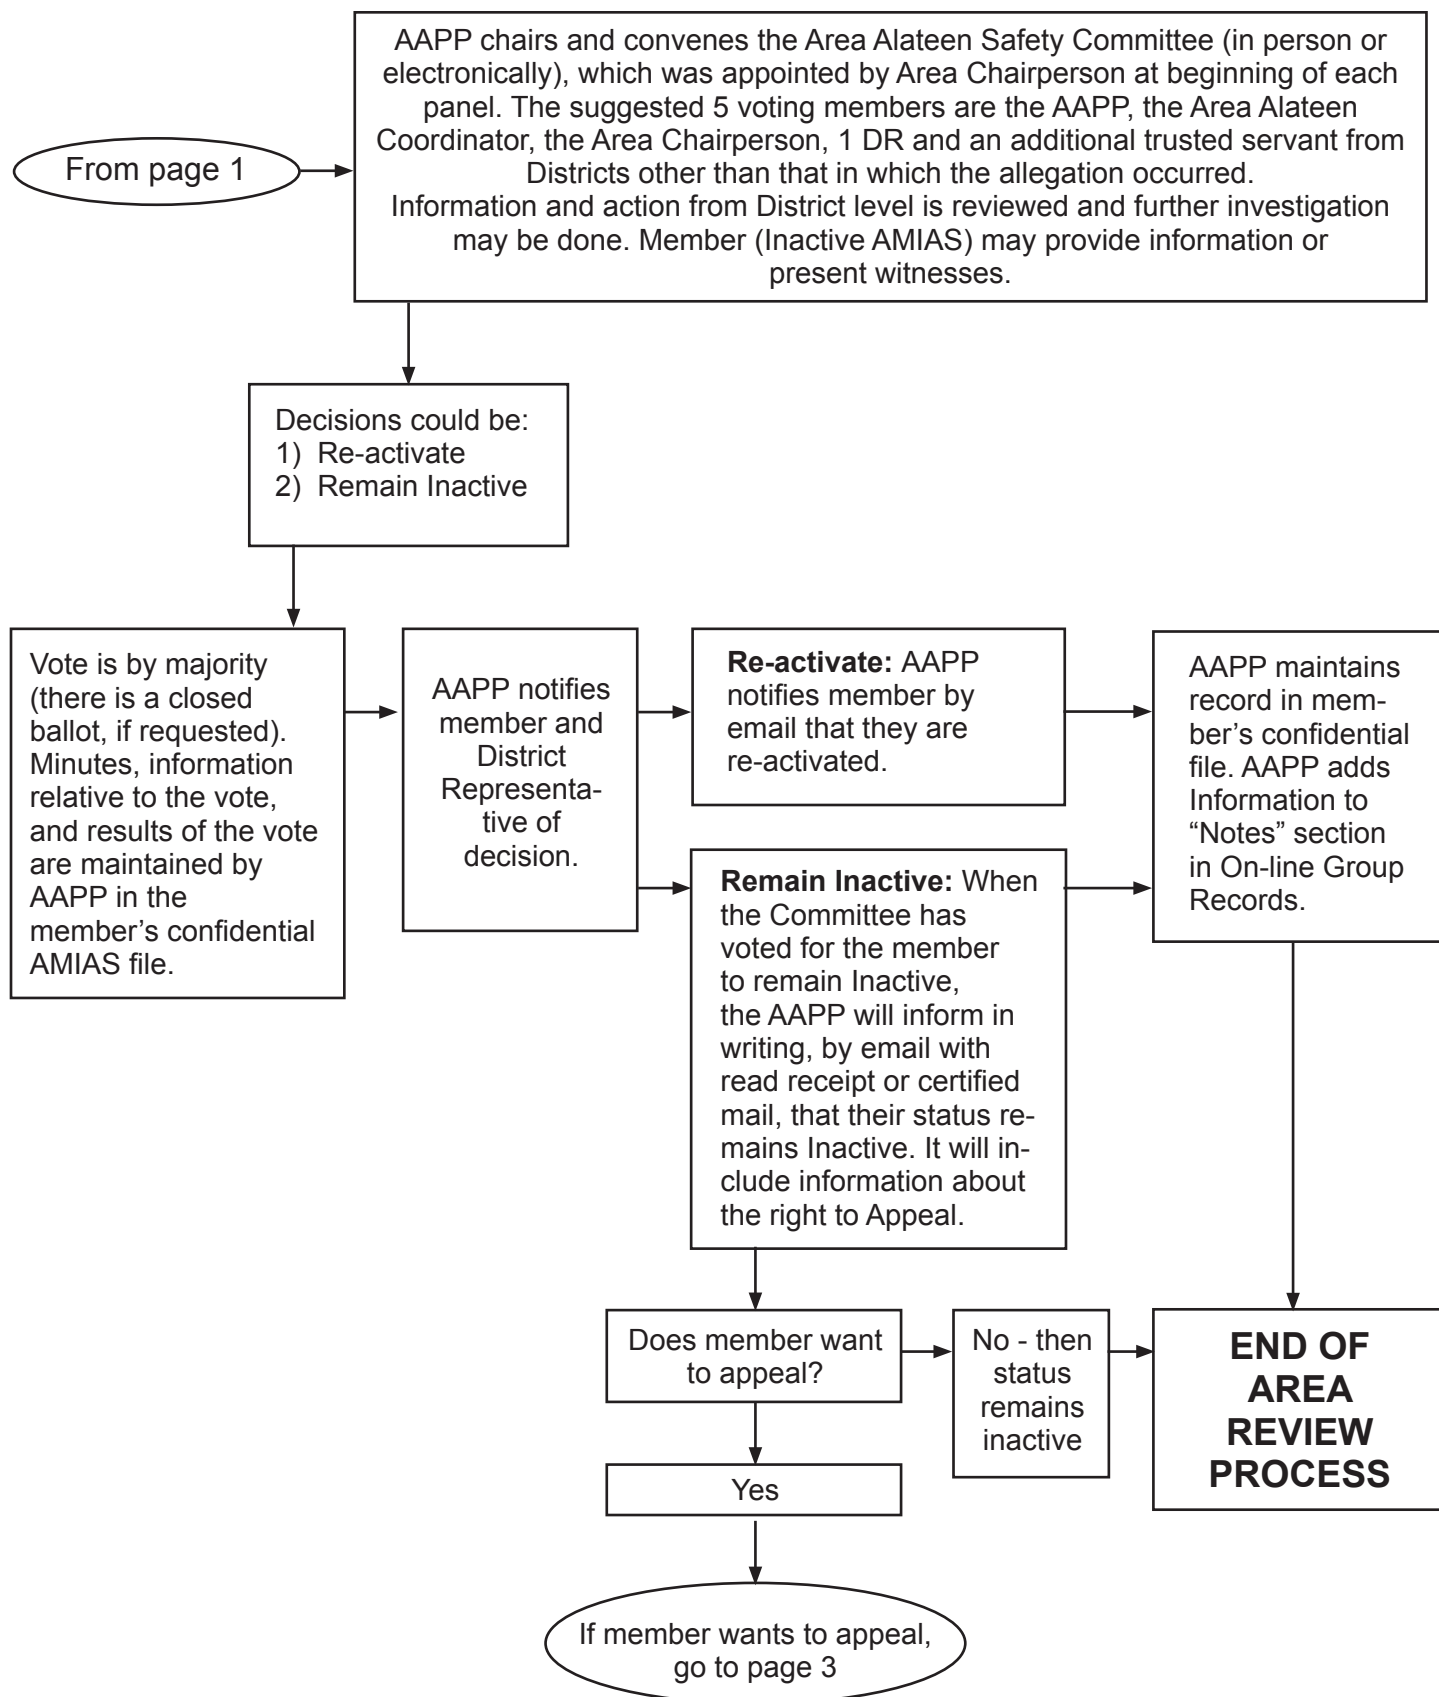 AAPP chairs and convenes the Area Alateen Safety Committee (in person or
electronically), which was appointed by Area Chairperson at beginning of each
panel. The suggested 5 voting members are the AAPP, the Area Alateen
Coordinator, the Area Chairperson, 1 DR and an additional trusted servant from
Districts other than that in which the allegation occurred.
Information and action from District level is reviewed and further investigation
may be done. Member (Inactive AMIAS) may provide information or
present witnesses.
From page 1
Decisions could be:
1) Re-activate
2) Remain Inactive
Vote is by majority
(there is a closed
ballot, if requested).
Minutes, information
relative to the vote,
and results of the vote
are maintained by
AAPP in the
member’s confidential
AMIAS file.
AAPP notifies
member and
District
Representa-
tive of
decision.
Re-activate: AAPP
notifies member by
email that they are
re-activated.
Remain Inactive: When
the Committee has
voted for the member
to remain Inactive,
the AAPP will inform in
writing, by email with
read receipt or certified
mail, that their status re-
mains Inactive. It will in-
clude information about
the right to Appeal.
AAPP maintains
record in mem-
ber’s confidential
file. AAPP adds
Information to
“Notes” section
in On-line Group
Records.
Does member want
to appeal?
No - then
status
remains
inactive
END OF
AREA
REVIEW
PROCESS
Yes
If member wants to appeal,
go to page 3